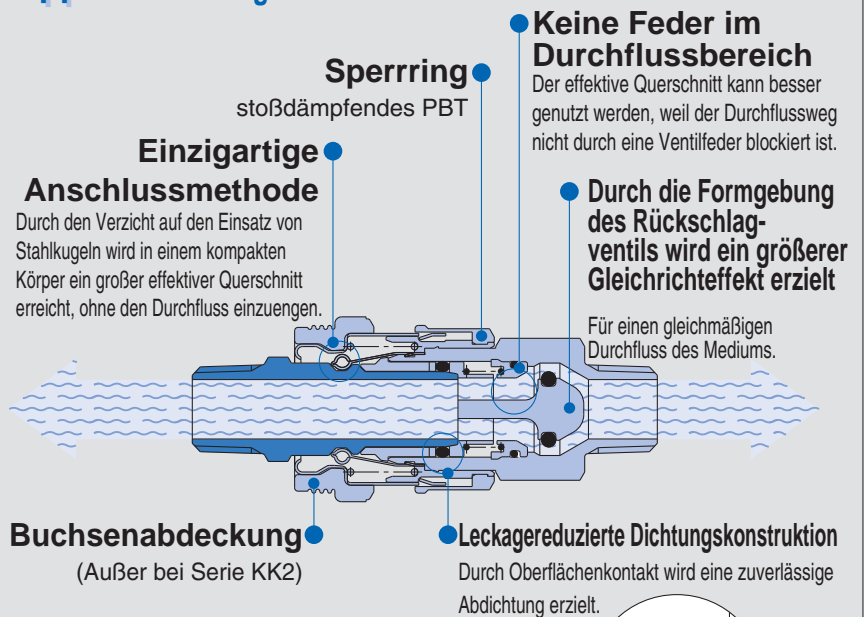 Keine Feder im
Durchflussbereich
Der effektive Querschnitt kann besser
genutzt werden, weil der Durchflussweg
nicht durch eine Ventilfeder blockiert ist.
Sperrring
stoßdämpfendes PBT
Einzigartige
Anschlussmethode
Durch den Verzicht auf den Einsatz von
Stahlkugeln wird in einem kompakten
Körper ein großer effektiver Querschnitt
erreicht, ohne den Durchfluss einzuengen.
Durch die Formgebung
des Rückschlag-
ventils wird ein größerer
Gleichrichteffekt erzielt
Für einen gleichmäßigen
Durchfluss des Mediums.
Buchsenabdeckung
(Außer bei Serie KK2)
Leckagereduzierte Dichtungskonstruktion
Durch Oberflächenkontakt wird eine zuverlässige
Abdichtung erzielt.